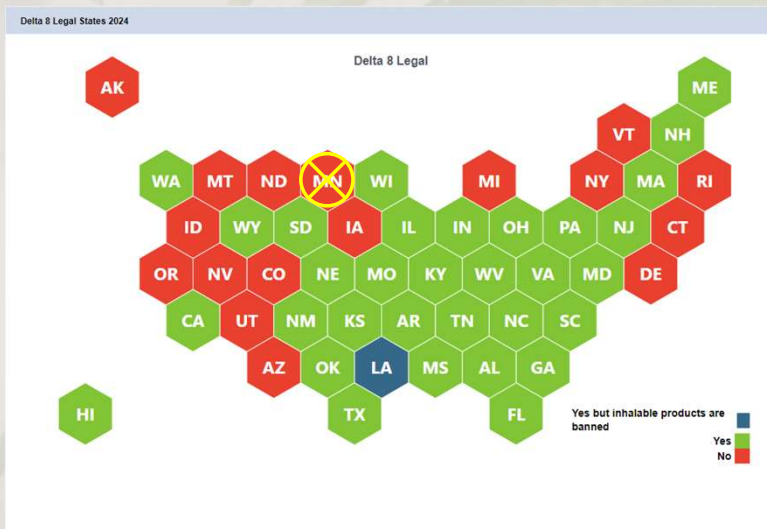 Delta 8 Legal States 2024
Delta 8 Legal
AK
ME
VT NH
WA MT ND MN WI MI NY MA RI
ID WY SD IA IL IN OH PA NJ CT
OR NV CO NE MO KY WV VA MD DE
CA UT NM KS AR TN NC SC
AZ OK LA MS AL GA
HI TX FL
Yes but inhalable products are
banned
Yes
No